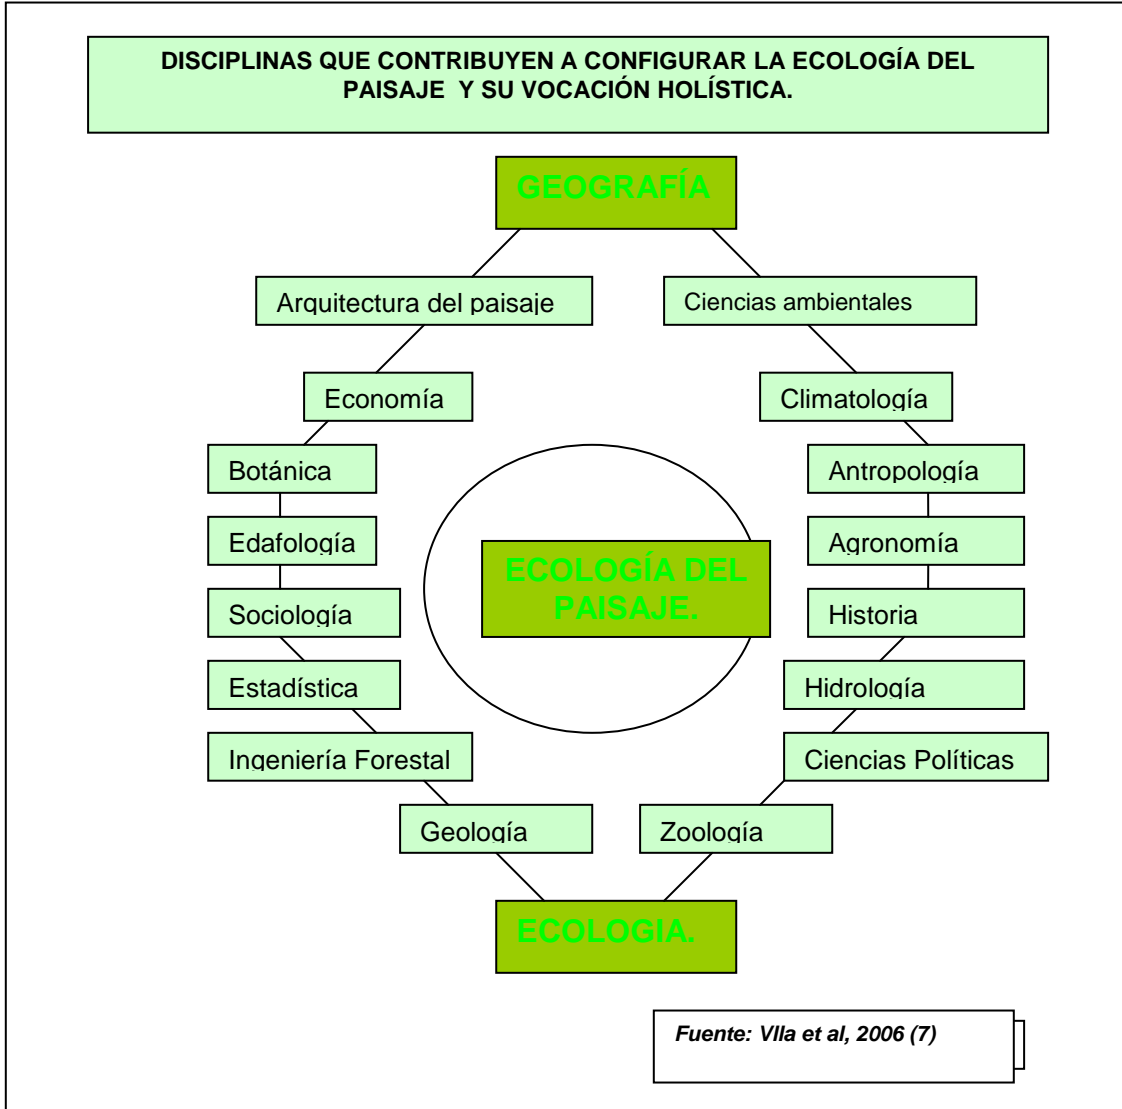 DISCIPLINAS QUE CONTRIBUYEN A CONFIGURAR LA ECOLOGÍA DEL
PAISAJE Y SU VOCACIÓN HOLÍSTICA.
GEOGRAFÍA
Arquitectura del paisaje
Ciencias ambientales
Economía
Climatología
Botánica
Antropología
Edafología
Agronomía
ECOLOGÍA DEL
PAISAJE.
Sociología
Historia
Estadística
Hidrología
Ingeniería Forestal
Ciencias Políticas
Geología
Zoología
ECOLOGIA.
Fuente: Vlla et al, 2006 (7)